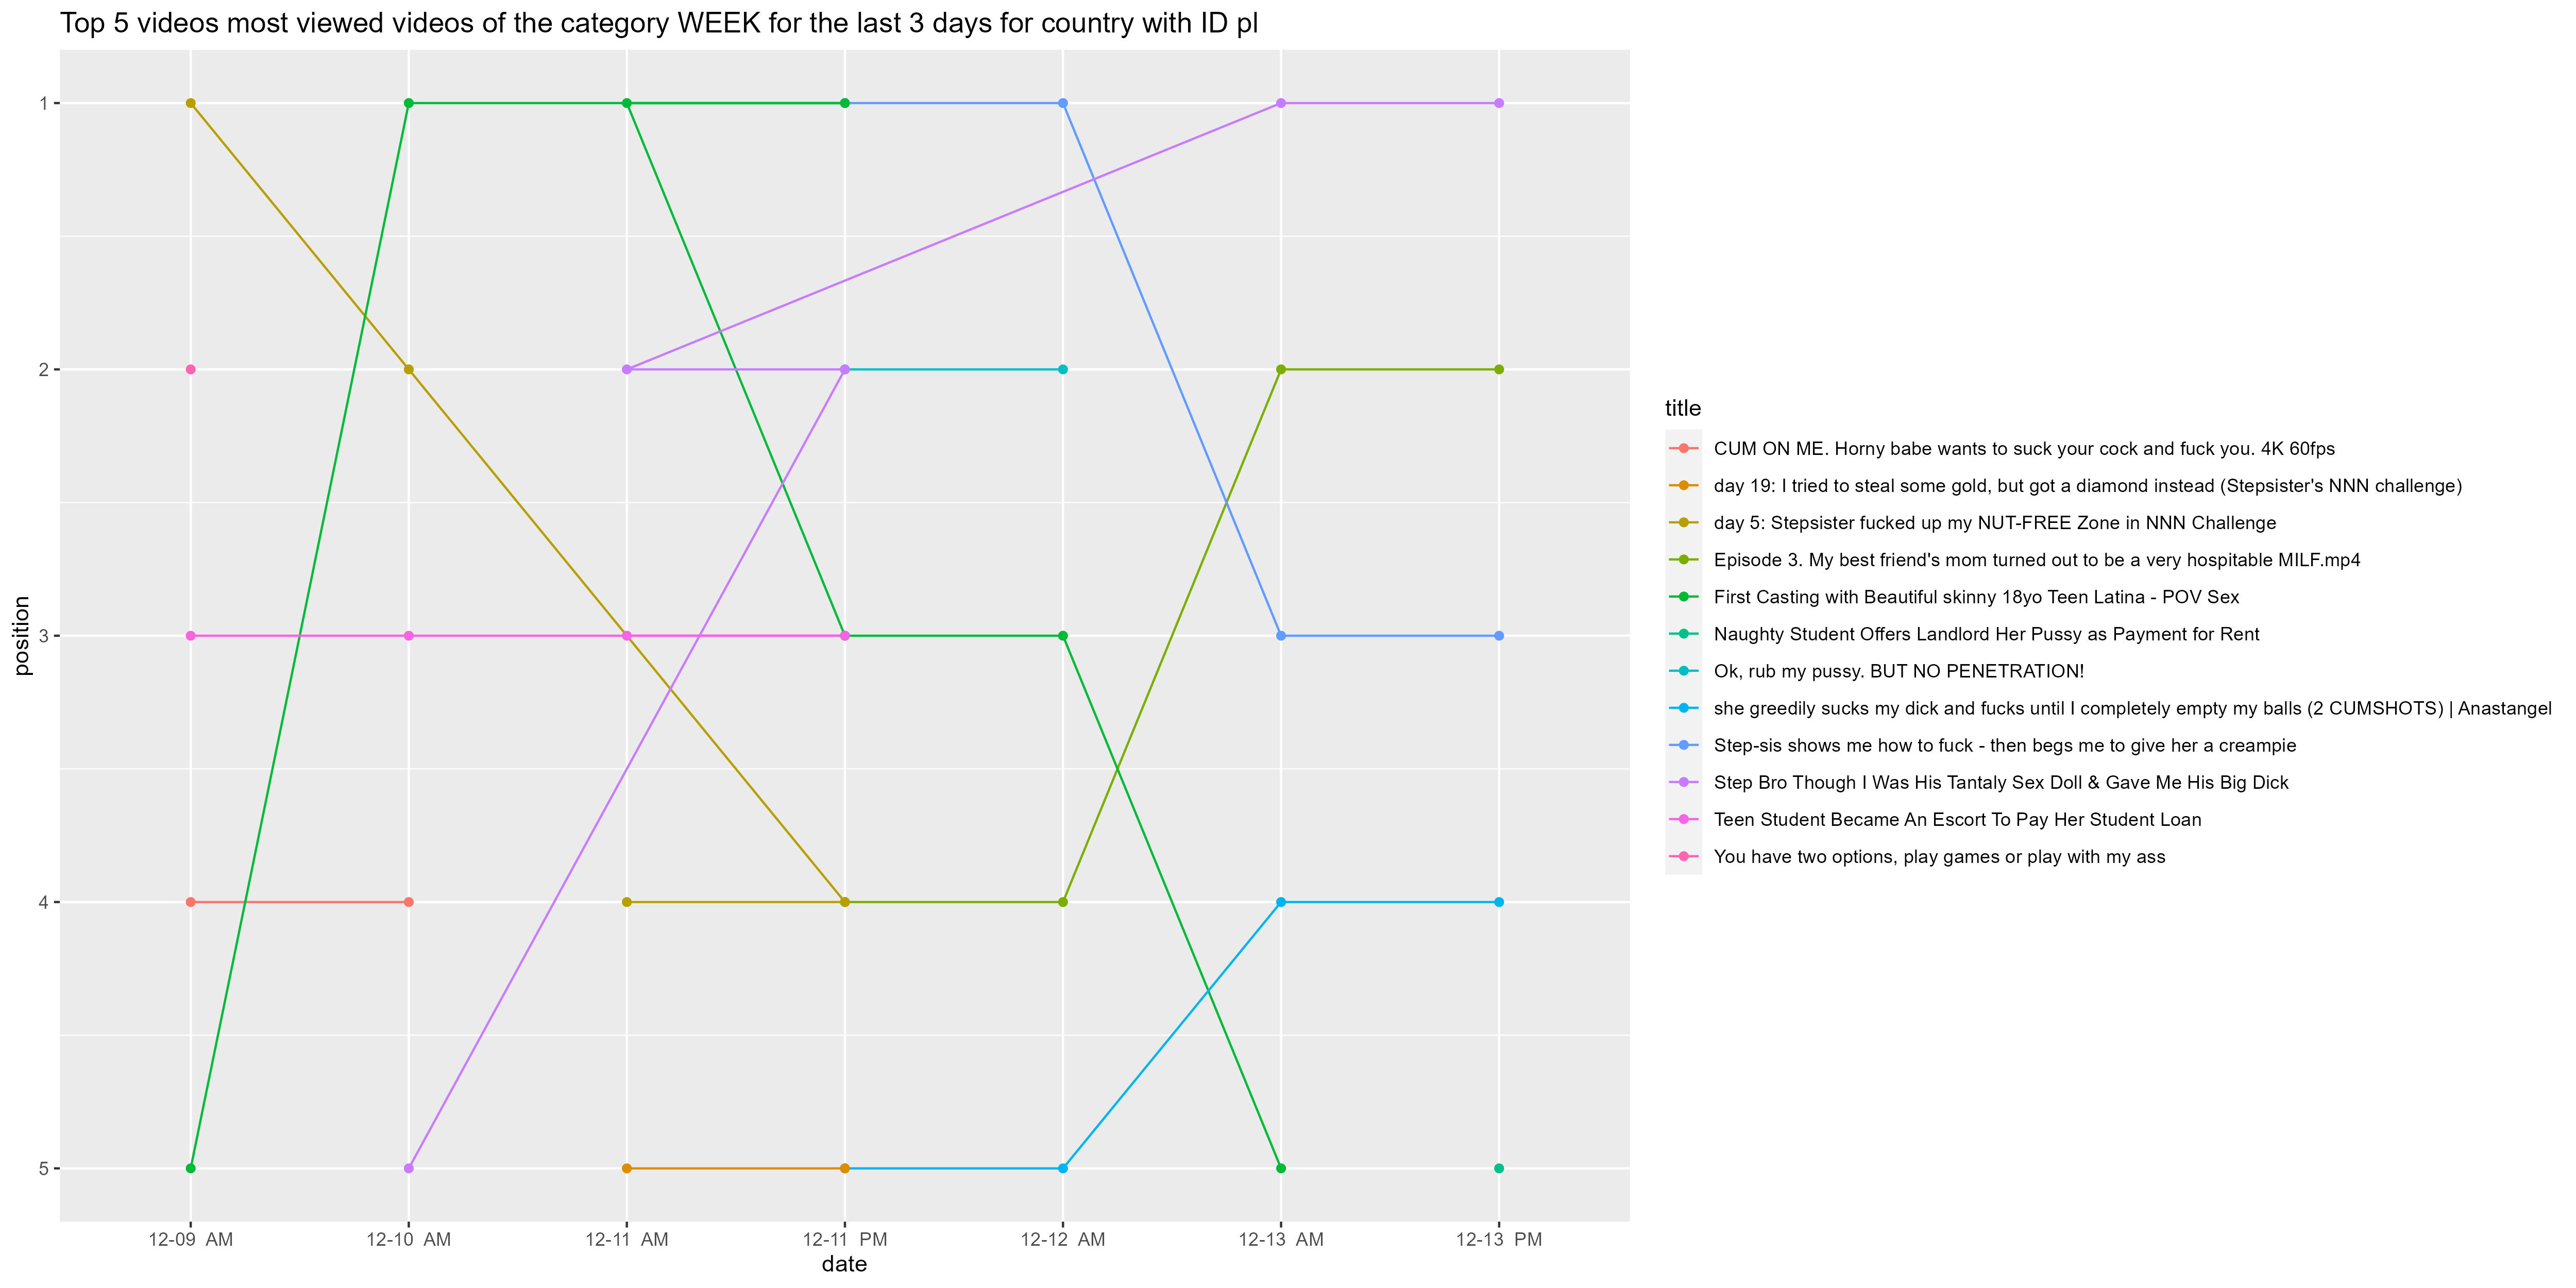 Top 5 videos most viewed videos of the category WEEK for the last 3 days for country with ID pl
position
1
2
3
4
5
12-09 AM
12-10 AM
12-11 AM
12-11 PM
12-12 AM
12-13 AM
12-13 PM
date
title
CUM ON ME. Horny babe wants to suck your cock and fuck you. 4K 60fps
day 19: I tried to steal some gold, but got a diamond instead (Stepsister's NNN challenge)
day 5: Stepsister fucked up my NUT-FREE Zone in NNN Challenge
Episode 3. My best friend's mom turned out to be a very hospitable MILF.mp4
First Casting with Beautiful skinny 18yo Teen Latina - POV Sex
Naughty Student Offers Landlord Her Pussy as Payment for Rent
Ok, rub my pussy. BUT NO PENETRATION!
she greedily sucks my dick and fucks until I completely empty my balls (2 CUMSHOTS) | Anastangel
Step-sis shows me how to fuck - then begs me to give her a creampie
Step Bro Though I Was His Tantaly Sex Doll & Gave Me His Big Dick
Teen Student Became An Escort To Pay Her Student Loan
You have two options, play games or play with my ass